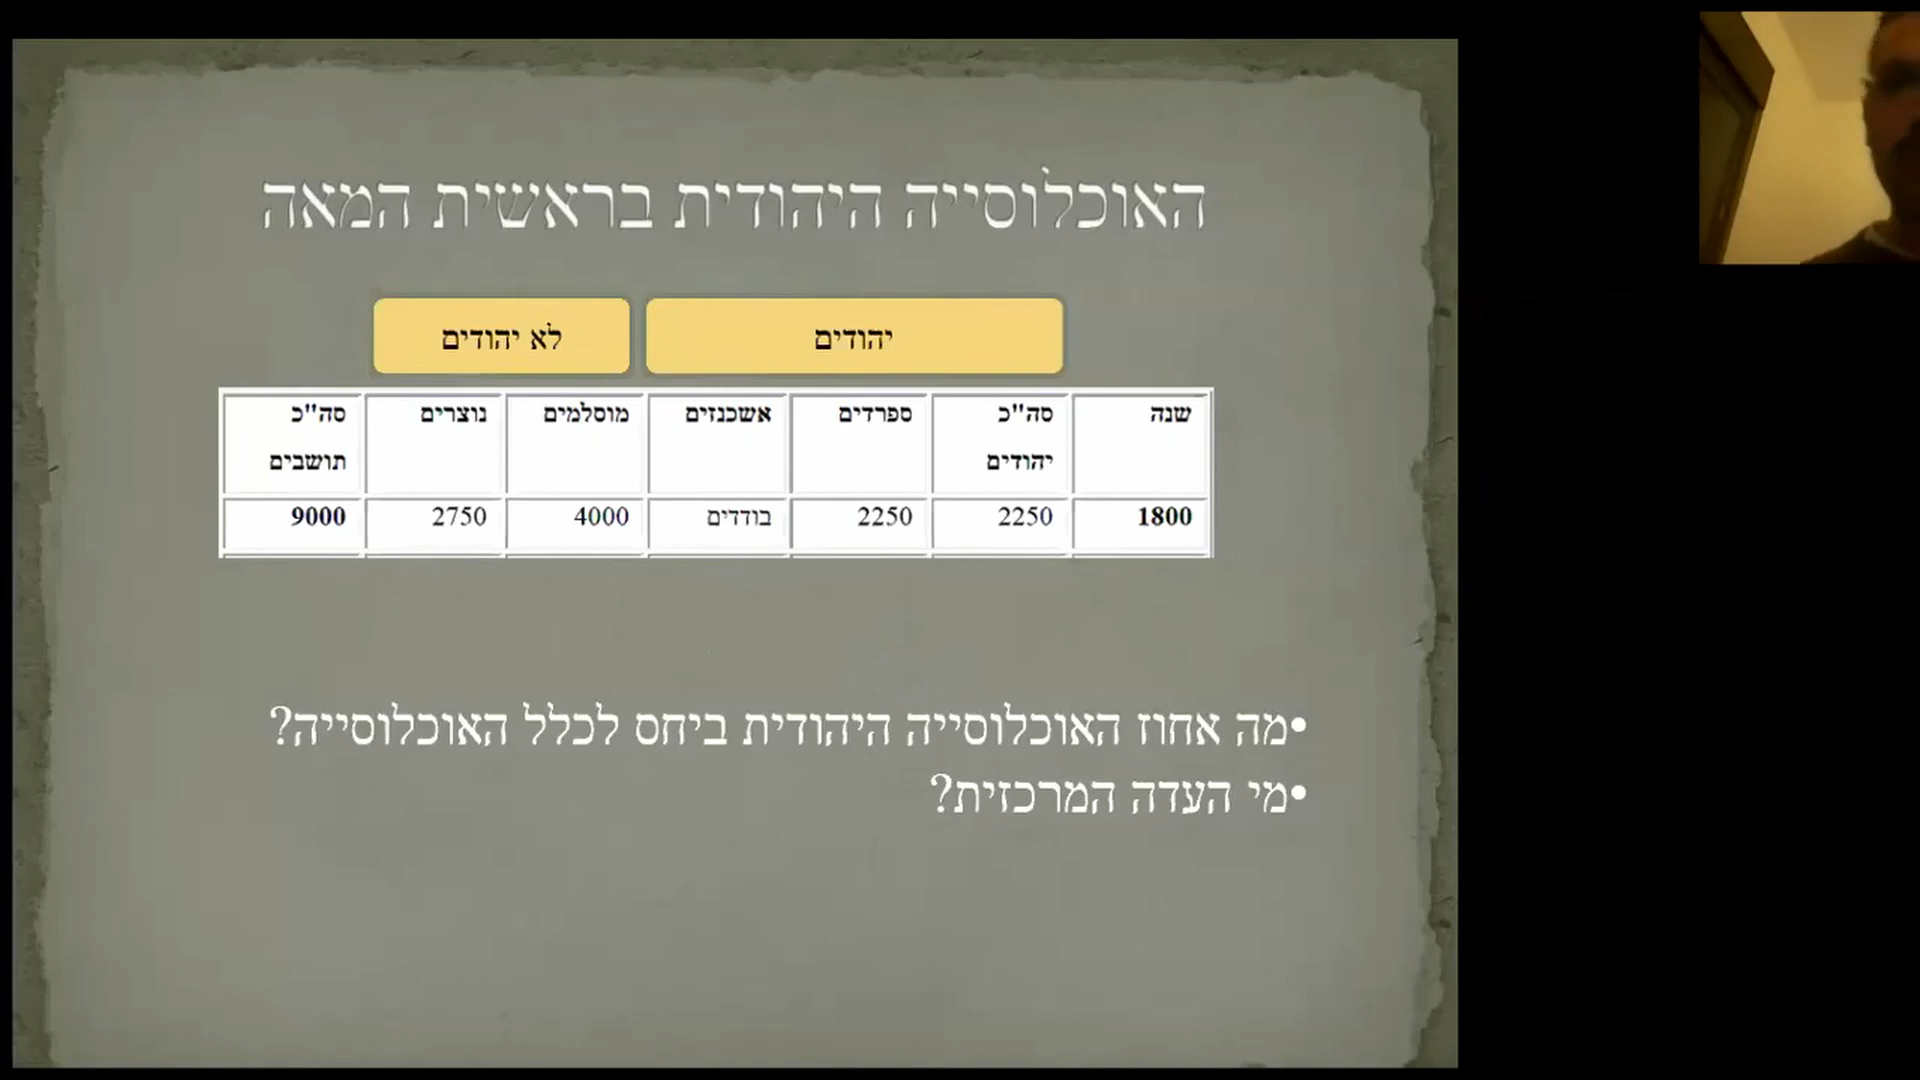 האוכלוסייה היהודית בראשית המאה
יהודים
לא יהודים
שנה סה"כ יהודים ספרדים אשכנזים מוסלמים נוצרים סה"כ תושבים
1800 2250 2250 בודדים 4000 2750 9000
•מה אחוז האוכלוסייה היהודית ביחס לכלל האוכלוסייה?
•מי העדה המרכזית?